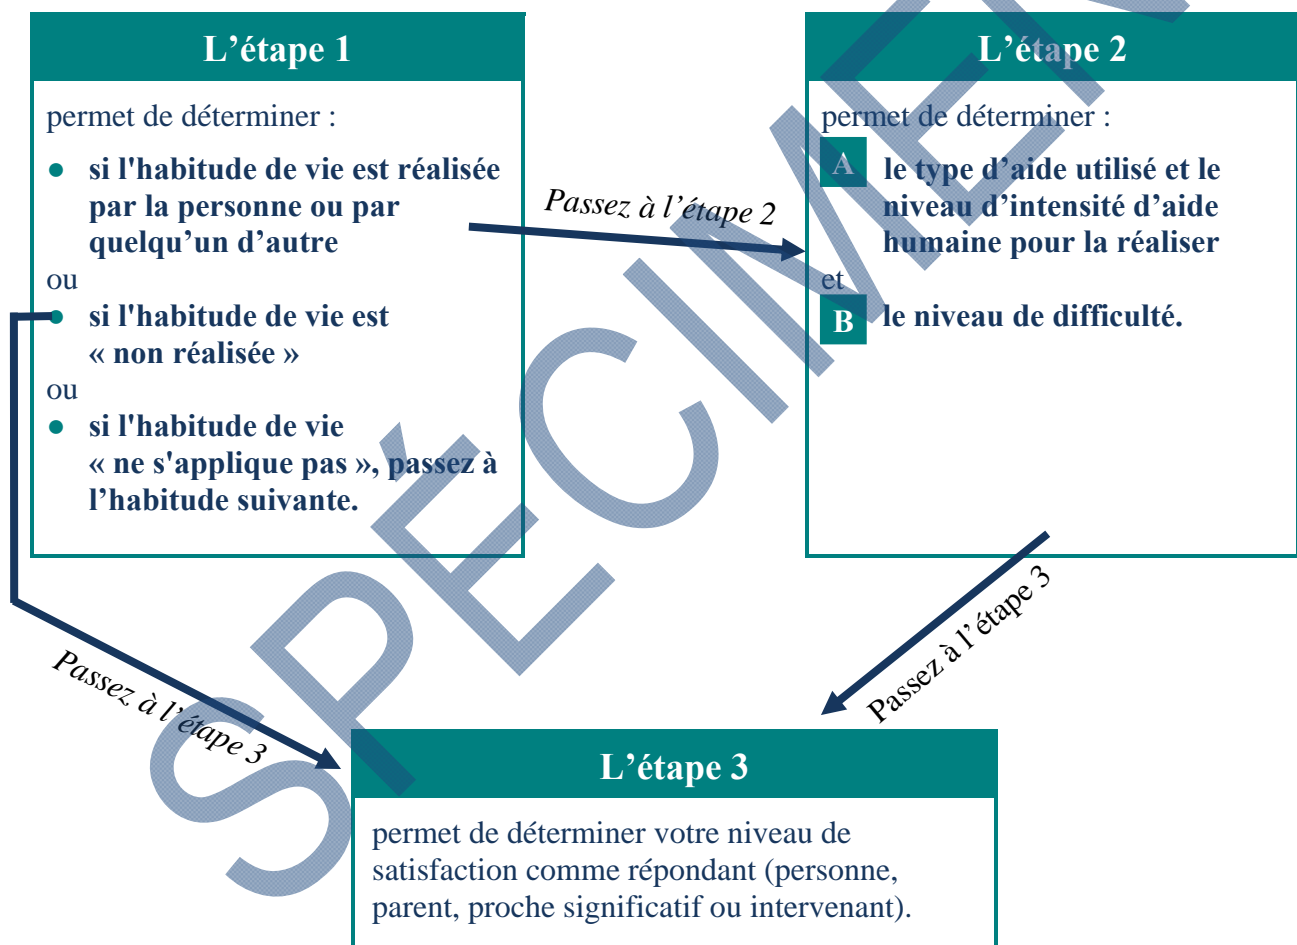 L’étape 1
permet de déterminer :
● si l'habitude de vie est réalisée
par la personne ou par
quelqu’un d’autre
ou
● si l'habitude de vie est
« non réalisée »
ou
● si l'habitude de vie
« ne s'applique pas », passez à
l’habitude suivante.
Passez à l’étape 2
L’étape 2
permet de déterminer :
A le type d’aide utilisé et le
niveau d’intensité d’aide
humaine pour la réaliser
et
B le niveau de difficulté.
Passez à l’étape 3
Passez à l’étape 3
L’étape 3
permet de déterminer votre niveau de
satisfaction comme répondant (personne,
parent, proche significatif ou intervenant).
SPÉCIMEN